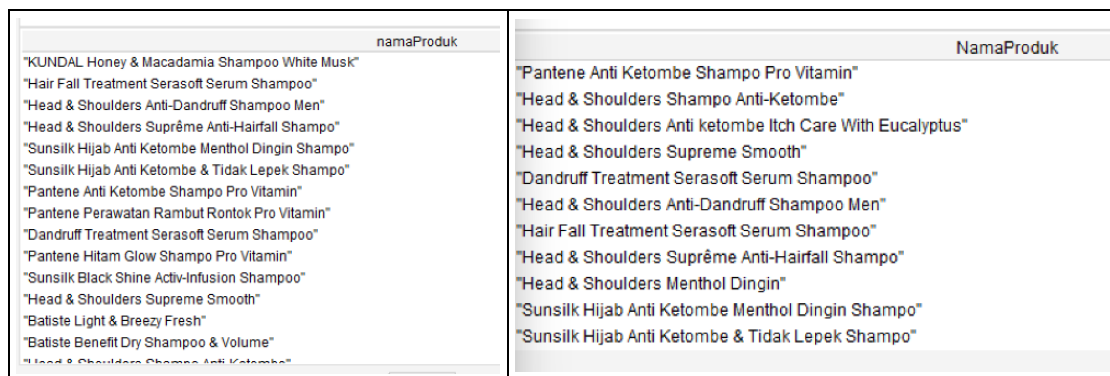 namaProduk
"KUNDAL Honey & Macadamia Shampoo White Musk"
"Hair Fall Treatment Serasoft Serum Shampoo"
"Head & Shoulders Anti-Dandruff Shampoo Men"
"Head & Shoulders Suprême Anti-Hairfall Shampo"
"Sunsilk Hijab Anti Ketombe Menthol Dingin Shampo"
"Sunsilk Hijab Anti Ketombe & Tidak Lepek Shampo"
"Pantene Anti Ketombe Shampo Pro Vitamin"
"Pantene Perawatan Rambut Rontok Pro Vitamin"
"Dandruff Treatment Serasoft Serum Shampoo"
"Pantene Hitam Glow Shampo Pro Vitamin"
"Sunsilk Black Shine Activ-Infusion Shampoo"
"Head & Shoulders Supreme Smooth"
"Batiste Light & Breezy Fresh"
"Batiste Benefit Dry Shampoo & Volume"
"Head & Shoulders Shampo Anti-Ketombe"
NamaProduk
"Pantene Anti Ketombe Shampo Pro Vitamin"
"Head & Shoulders Shampo Anti-Ketombe"
"Head & Shoulders Anti ketombe Itch Care With Eucalyptus"
"Head & Shoulders Supreme Smooth"
"Dandruff Treatment Serasoft Serum Shampoo"
"Head & Shoulders Anti-Dandruff Shampoo Men"
"Hair Fall Treatment Serasoft Serum Shampoo"
"Head & Shoulders Suprême Anti-Hairfall Shampo"
"Head & Shoulders Menthol Dingin"
"Sunsilk Hijab Anti Ketombe Menthol Dingin Shampo"
"Sunsilk Hijab Anti Ketombe & Tidak Lepek Shampo"